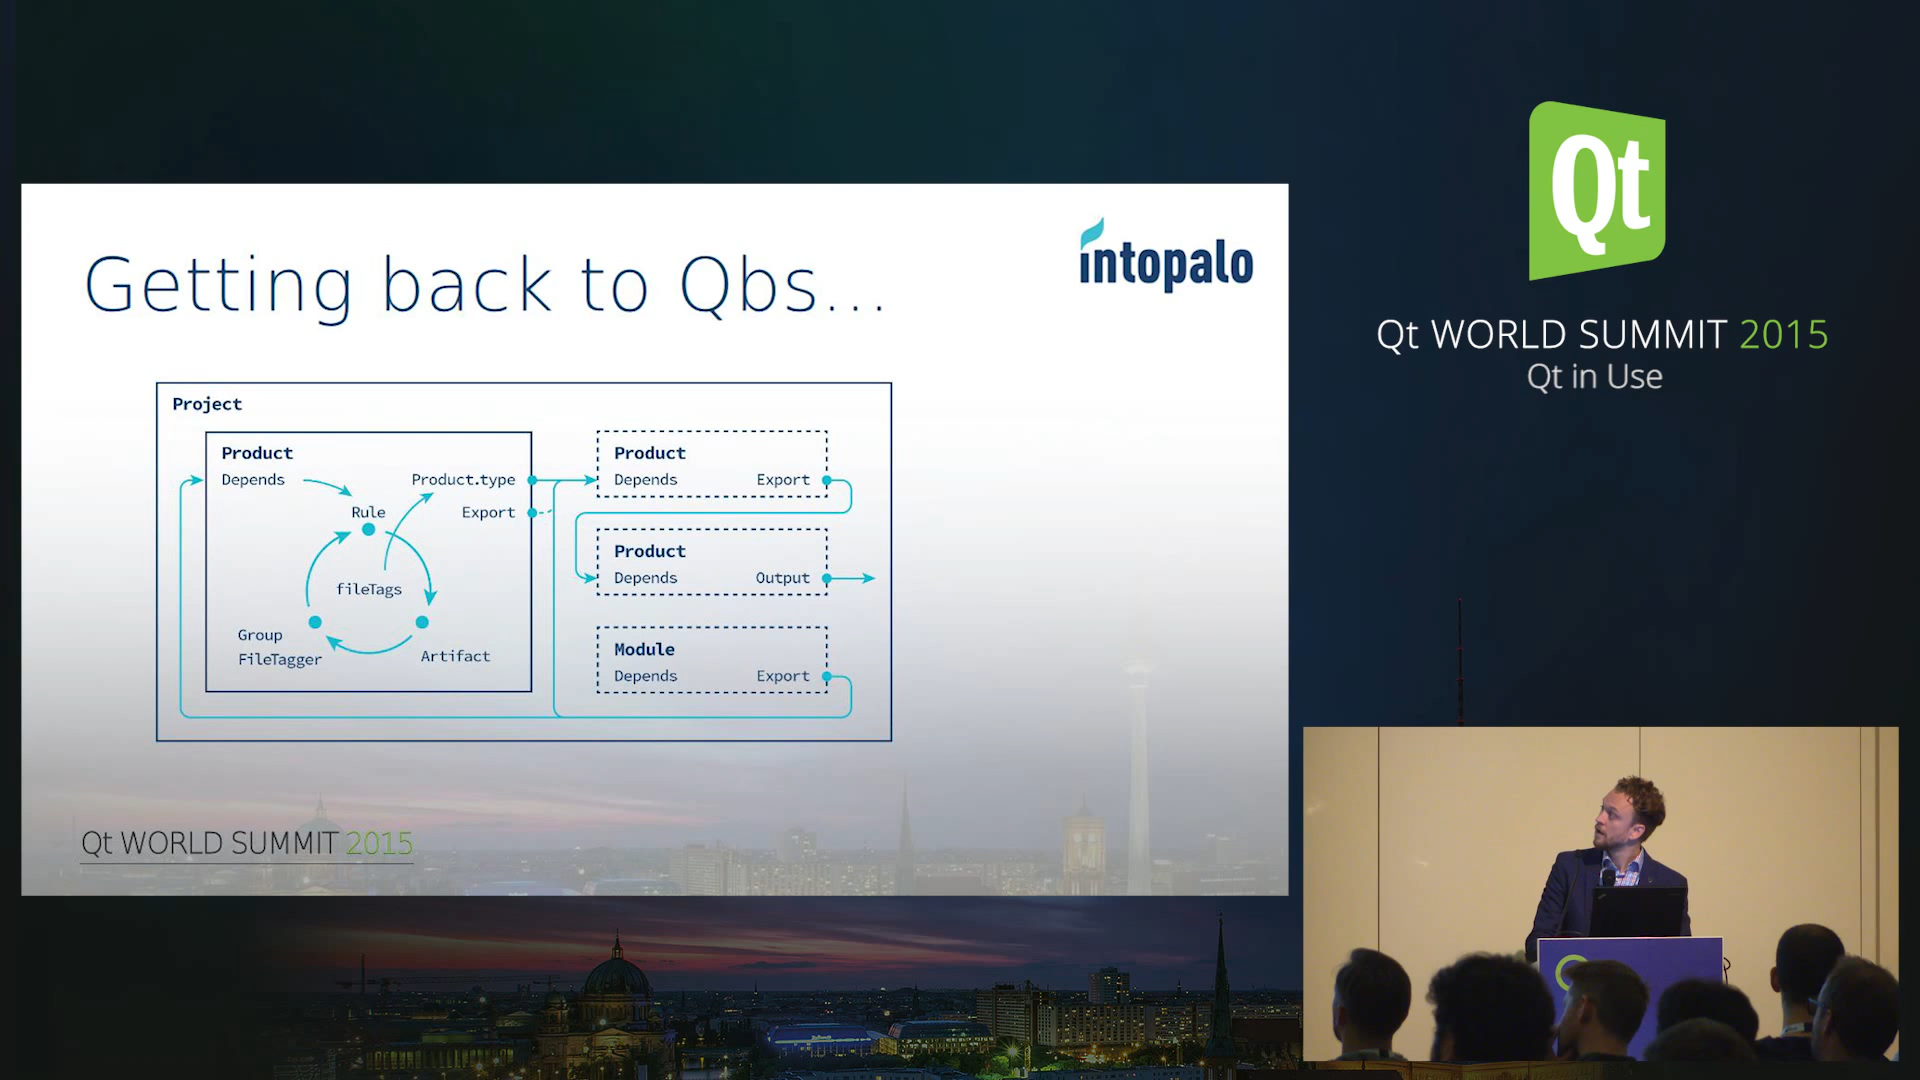 Getting back to Qbs...
intopalo
Project
Product
Depends
Product.type
Rule
Export
fileTags
Group
FileTagger
Artifact
Product
Depends Export
Product
Depends Output
Module
Depends Export
Qt WORLD SUMMIT 2015
Qt
Qt WORLD SUMMIT 2015
Qt in Use